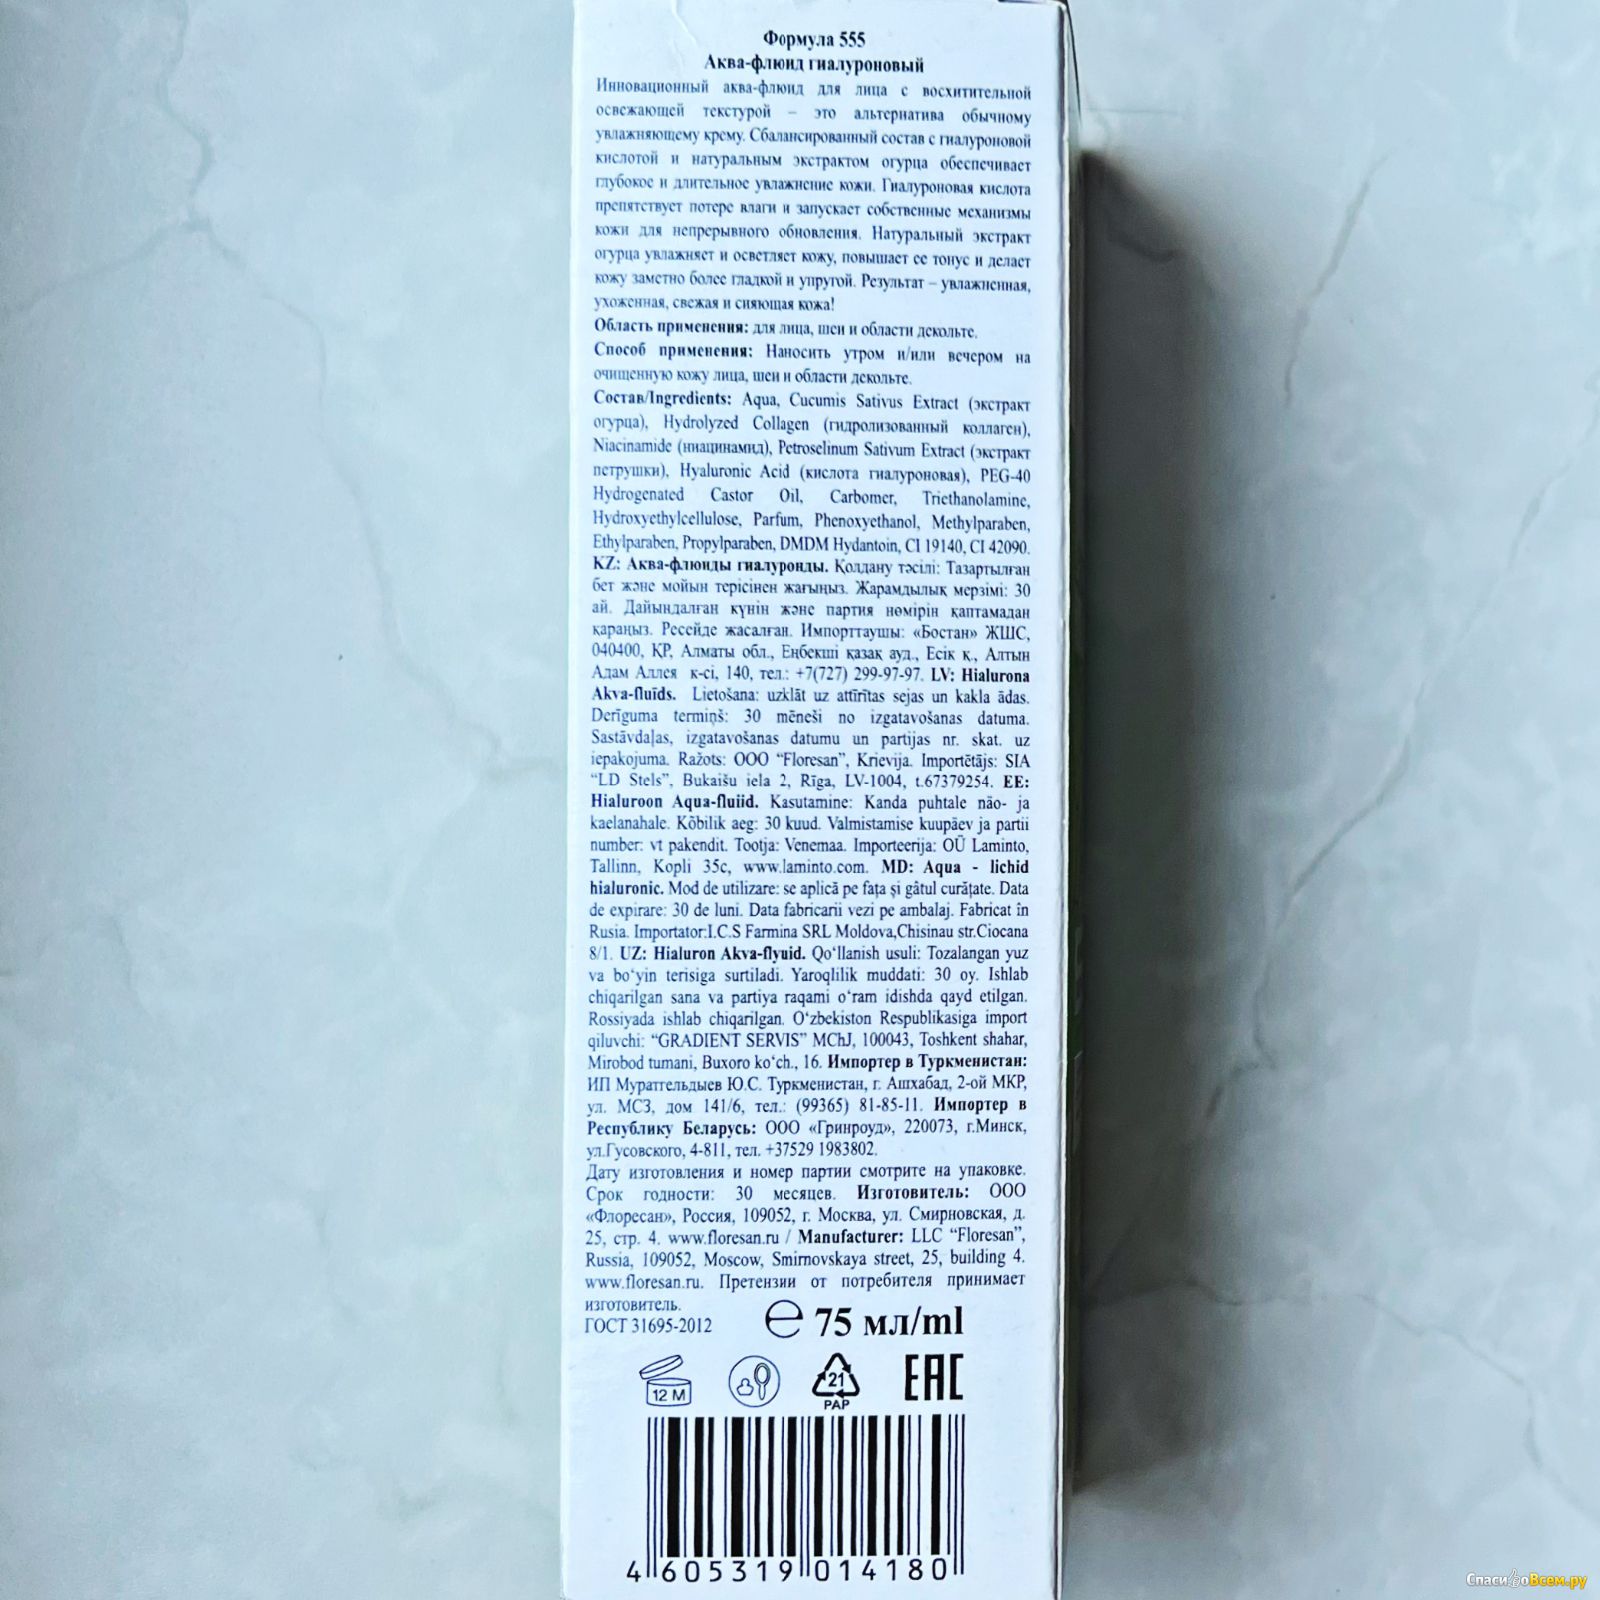 Формула 555
Аква-флюид гиалуроновый
Инновационный аква-флюид для лица с восхитительной
освежающей текстурой – это альтернатива обычному
увлажняющему крему. Сбалансированный состав с гиалуроновой
кислотой и натуральным экстрактом огурца обеспечивает
глубокое и длительное увлажнение кожи. Гиалуроновая кислота
препятствует потере влаги и запускает собственные механизмы
кожи для непрерывного обновления. Натуральный экстракт
огурца увлажняет и осветляет кожу, повышает ее тонус и делает
кожу заметно более гладкой и упругой. Результат – увлажненная,
ухоженная, свежая и сияющая кожа!
Область применения: для лица, шеи и области декольте.
Способ применения: Наносить утром и/или вечером на
очищенную кожу лица, шеи и области декольте.
Состав/Ingredients: Aqua, Cucumis Sativus Extract (экстракт
огурца), Hydrolyzed Collagen (гидролизованный коллаген),
Niacinamide (ниацинамид), Petroselinum Sativum Extract (экстракт
петрушки), Hyaluronic Acid (кислота гиалуроновая), PEG-40
Hydrogenated Castor Oil, Carbomer, Triethanolamine,
Hydroxyethylcellulose, Parfum, Phenoxyethanol, Methylparaben,
Ethylparaben, Propylparaben, DMDM Hydantoin, CI 19140, CI 42090.
KZ: Аква-флюиды гиалуронды. Қолдану тәсілі: Тазартылған
бет және мойын терісінен жағыңыз. Жарамдылық мерзімі: 30
ай. Дайындалған күнін және партия нөмірін қаптамадан
қараңыз. Ресейде жасалған. Импорттаушы: «Бостан» ЖШС,
040400, ҚР, Алматы обл., Еңбекші қазақ ауд., Есік қ., Алтын
Адам Аллея к-сі, 140, тел.: +7(727) 299-97-97. LV: Hialurona
Akva-fluīds. Lietošana: uzklāt uz attīrītas sejas un kakla ādas.
Derīguma termiņš: 30 mēneši no izgatavošanas datuma.
Sastāvdaļas, izgatavošanas datumu un partijas nr. skat. uz
iepakojuma. Ražots: OOO “Floresan”, Krievija. Importētājs: SIA
“LD Stels”, Bukaišu iela 2, Rīga, LV-1004, t.67379254. EE:
Hialuroon Aqua-fluiid. Kasutamine: Kanda puhtale näo- ja
kaelanahale. Kõbilik aeg: 30 kuud. Valmistamise kuupäev ja partii
number: vt pakendit. Tootja: Venemaa. Importeerija: OÜ Laminto,
Tallinn, Kopli 35c, www.laminto.com. MD: Aqua - lichid
hialuronic. Mod de utilizare: se aplică pe fața și gâtul curățate. Data
de expirare: 30 de luni. Data fabricarii vezi pe ambalaj. Fabricat în
Rusia. Importator:I.C.S Farmina SRL Moldova,Chisinau str.Ciocana
8/1. UZ: Hialuron Akva-flyuid. Qo‘llanish usuli: Tozalangan yuz
va bo‘yin terisiga surtiladi. Yaroqlilik muddati: 30 oy. Ishlab
chiqarilgan sana va partiya raqami o‘ram idishda qayd etilgan.
Rossiyada ishlab chiqarilgan. O‘zbekiston Respublikasiga import
qiluvchi: “GRADIENT SERVIS” MChJ, 100043, Toshkent shahar,
Mirobod tumani, Buxoro ko‘ch., 16. Импортер в Туркменистан:
ИП Мураттельдыев Ю.С. Туркменистан, г. Ашхабад, 2-ой МКР,
ул. МСЗ, дом 141/6, тел.: (99365) 81-85-11. Импортер в
Республику Беларусь: ООО «Гринроуд», 220073, г.Минск,
ул.Гусовского, 4-811, тел. +37529 1983802.
Дату изготовления и номер партии смотрите на упаковке.
Срок годности: 30 месяцев. Изготовитель: ООО
«Флоресан», Россия, 109052, г. Москва, ул. Смирновская, д.
25, стр. 4. www.floresan.ru / Manufacturer: LLC “Floresan”,
Russia, 109052, Moscow, Smirnovskaya street, 25, building 4.
www.floresan.ru. Претензии от потребителя принимает
изготовитель.
ГОСТ 31695-2012
℮ 75 мл/ml
12 M
21
PAP
EAC
4 605319 014180
СпасибоВсем.ру